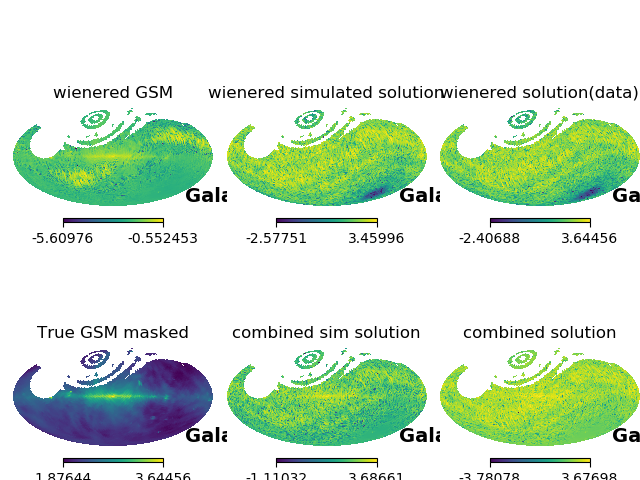 wienered GSM
wienered simulated solution
wienered solution(data)
Gala
Gala
Ga
-5.60976 -0.552453
-2.57751 3.45996
-2.40688 3.64456
True GSM masked
combined sim solution
combined solution
Gala
Gala
Ga
1.87644 3.64456
-1.11032 3.68661
-3.78078 3.67698